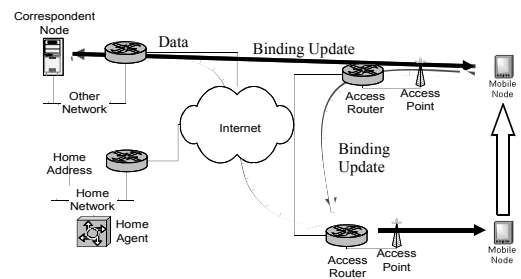 Correspondent
Node
Data
Binding Update
Other
Network
Internet
Access
Router
Access
Point
Mobile
Node
Home
Address
Home
Network
Home
Agent
Binding
Update
Access
Router
Access
Point
Mobile
Node